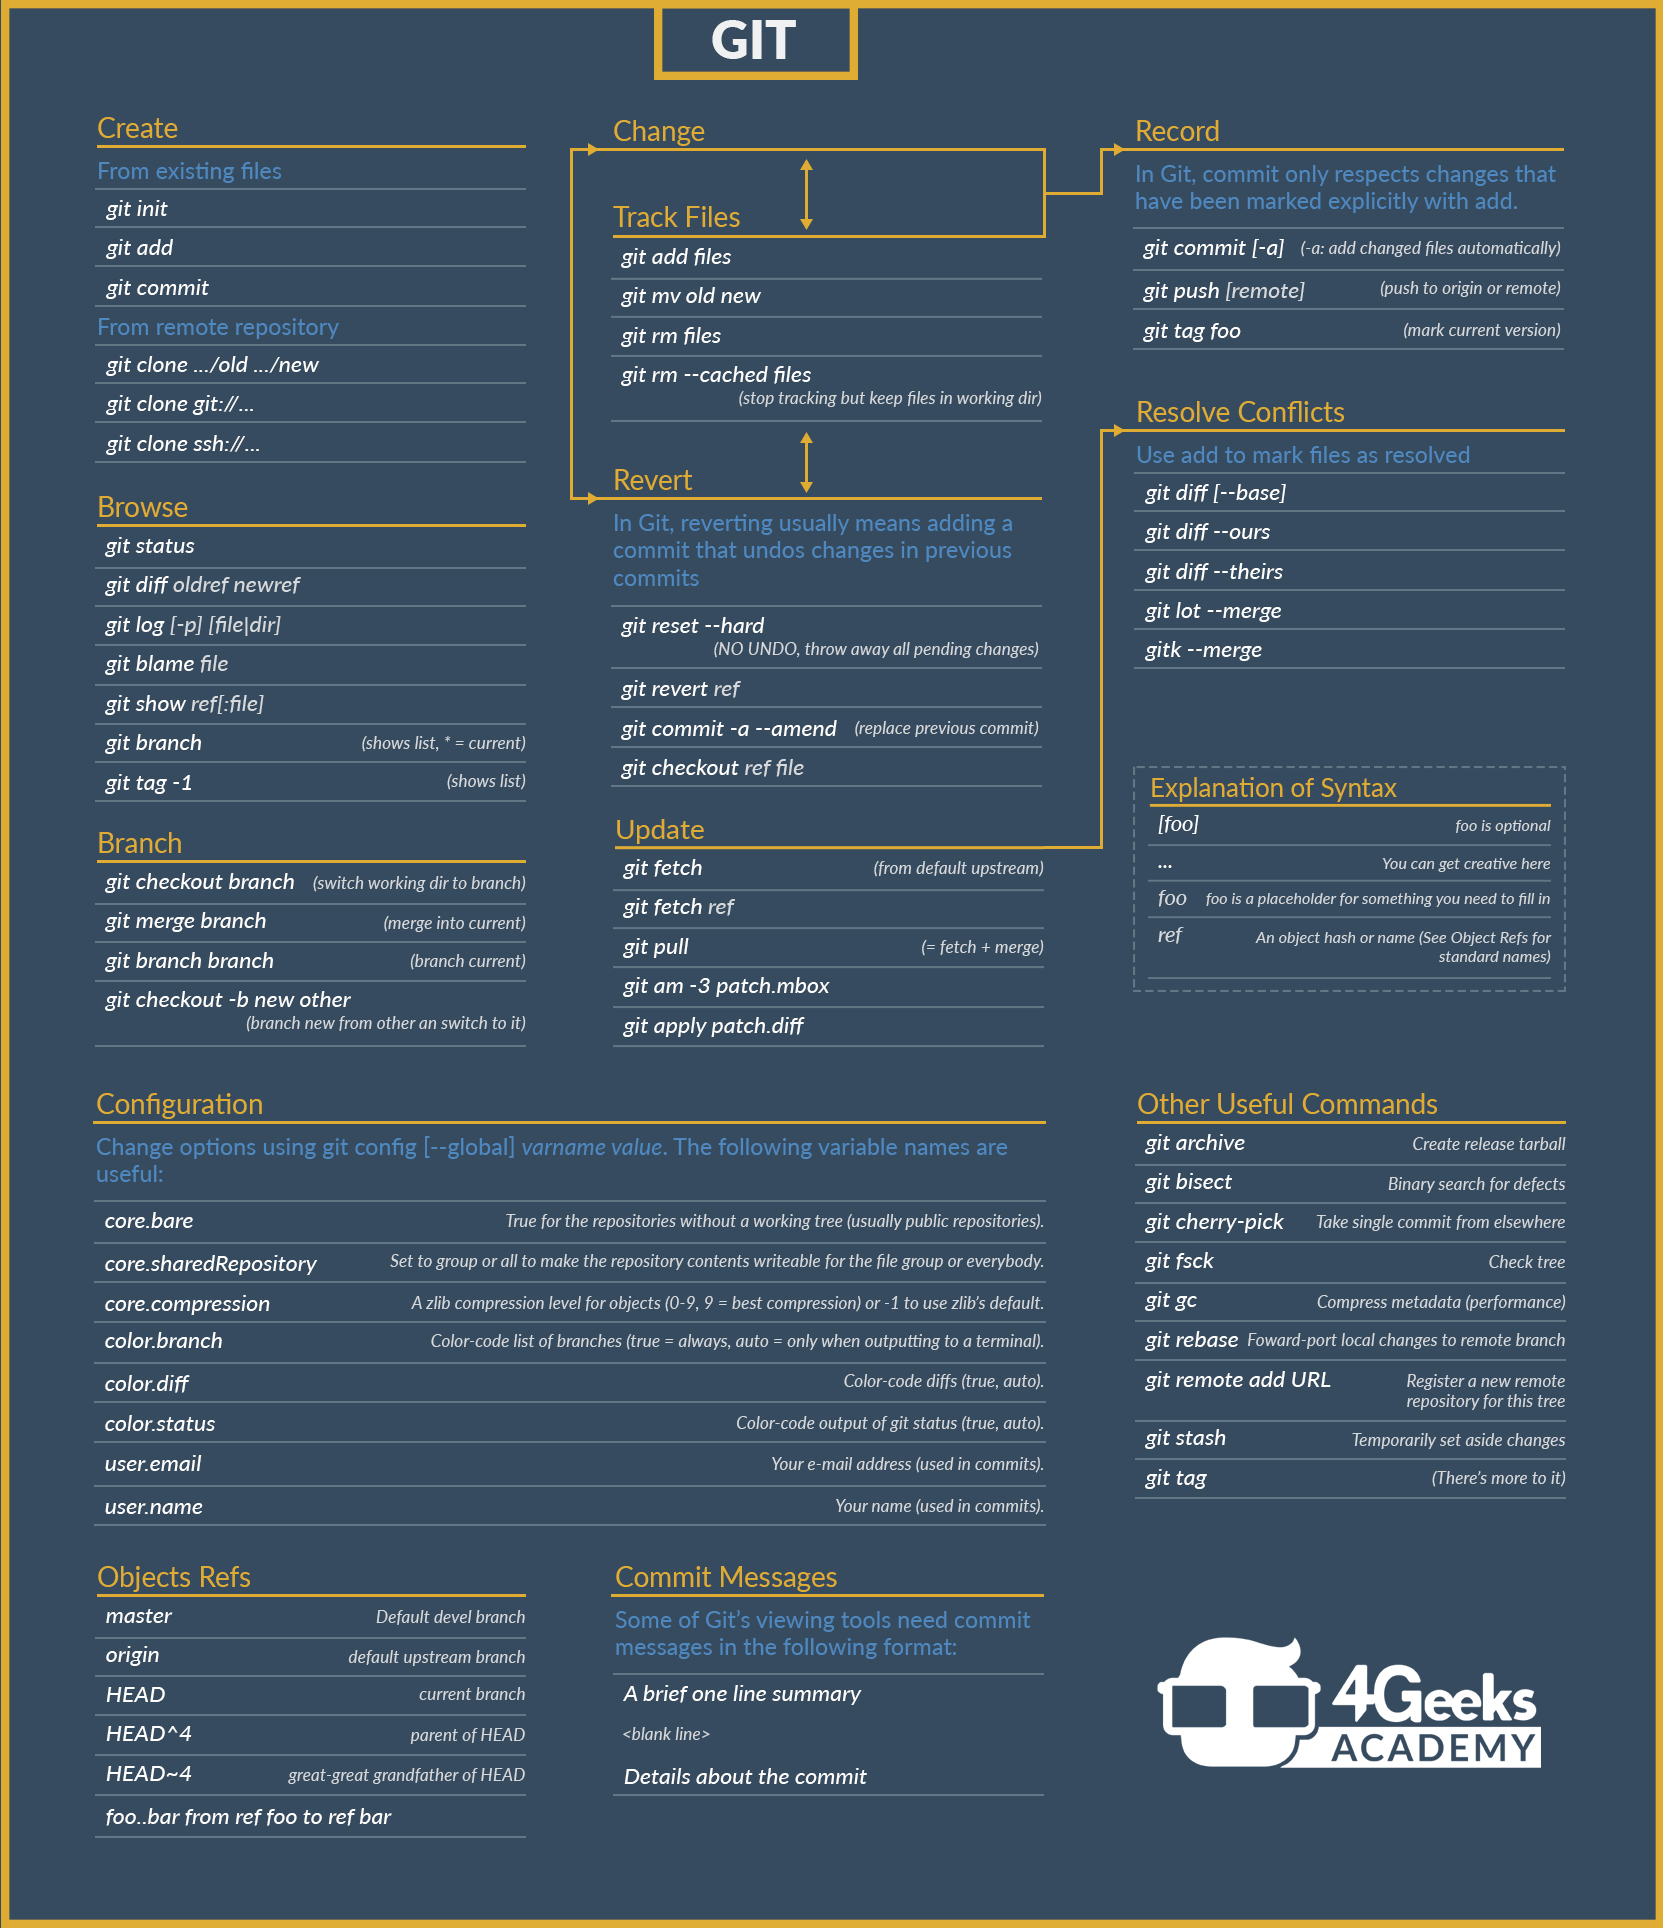 GIT
Create
From existing files
git init
git add
git commit
From remote repository
git clone .../old .../new
git clone git://...
git clone ssh://...
Browse
git status
git diff oldref newref
git log [-p] [file|dir]
git blame file
git show ref[:file]
git branch (shows list, * = current)
git tag -1 (shows list)
Branch
git checkout branch (switch working dir to branch)
git merge branch (merge into current)
git branch branch (branch current)
git checkout -b new other
(branch new from other an switch to it)
Change
Track Files
git add files
git mv old new
git rm files
git rm --cached files
(stop tracking but keep files in working dir)
Revert
In Git, reverting usually means adding a
commit that undos changes in previous
commits
git reset --hard
(NO UNDO, throw away all pending changes)
git revert ref
git commit -a --amend (replace previous commit)
git checkout ref file
Update
git fetch (from default upstream)
git fetch ref
git pull (= fetch + merge)
git am -3 patch.mbox
git apply patch.diff
Record
In Git, commit only respects changes that
have been marked explicitly with add.
git commit [-a] (-a: add changed files automatically)
git push [remote] (push to origin or remote)
git tag foo (mark current version)
Resolve Conflicts
Use add to mark files as resolved
git diff [--base]
git diff --ours
git diff --theirs
git lot --merge
gitk --merge
Explanation of Syntax
[foo] foo is optional
... You can get creative here
foo foo is a placeholder for something you need to fill in
ref An object hash or name (See Object Refs for
standard names)
Configuration
Change options using git config [--global] varname value. The following variable names are
useful:
core.bare True for the repositories without a working tree (usually public repositories).
core.sharedRepository Set to group or all to make the repository contents writeable for the file group or everybody.
core.compression A zlib compression level for objects (0-9, 9 = best compression) or -1 to use zlib's default.
color.branch Color-code list of branches (true = always, auto = only when outputting to a terminal).
color.diff Color-code diffs (true, auto).
color.status Color-code output of git status (true, auto).
user.email Your e-mail address (used in commits).
user.name Your name (used in commits).
Other Useful Commands
git archive Create release tarball
git bisect Binary search for defects
git cherry-pick Take single commit from elsewhere
git fsck Check tree
git gc Compress metadata (performance)
git rebase Foward-port local changes to remote branch
git remote add URL Register a new remote
repository for this tree
git stash Temporarily set aside changes
git tag (There's more to it)
Objects Refs
master Default devel branch
origin default upstream branch
HEAD current branch
HEAD^4 parent of HEAD
HEAD~4 great-great grandfather of HEAD
foo..bar from ref foo to ref bar
Commit Messages
Some of Git's viewing tools need commit
messages in the following format:
A brief one line summary
<blank line>
Details about the commit
4Geeks
ACADEMY